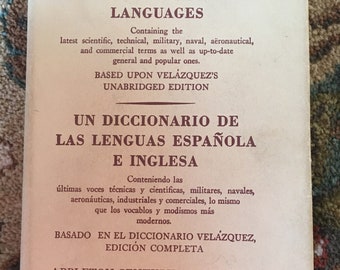 LANGUAGES
Containing the
latest scientific, technical, military, naval, aëronautical,
and commercial terms as well as up-to-date
general and popular ones.
BASED UPON VELÁZQUEZ'S
UNABRIDGED EDITION
UN DICCIONARIO DE
LAS LENGUAS ESPAÑOLA
E INGLESA
Conteniendo las
últimas voces técnicas y científicas, militares, navales,
aeronáuticas, industriales y comerciales, lo mismo
que los vocablos y modismos más
modernos.
BASADO EN EL DICCIONARIO VELÁZQUEZ,
EDICIÓN COMPLETA